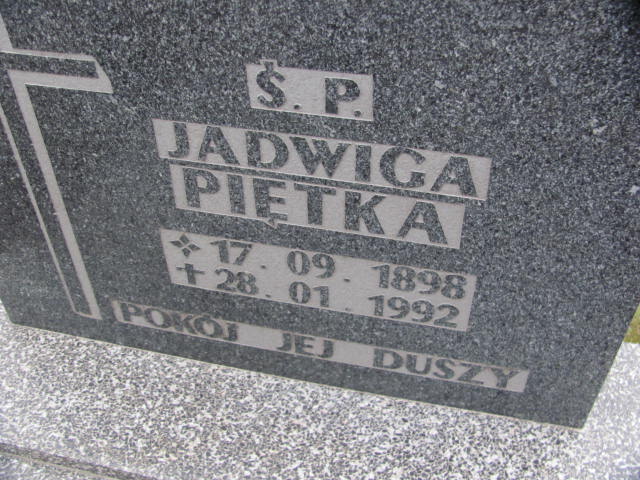 Ś. P.
JADWIGA
PIĘTKA
17. 09. 1898
28. 01. 1992
POKÓJ JEJ DUSZY